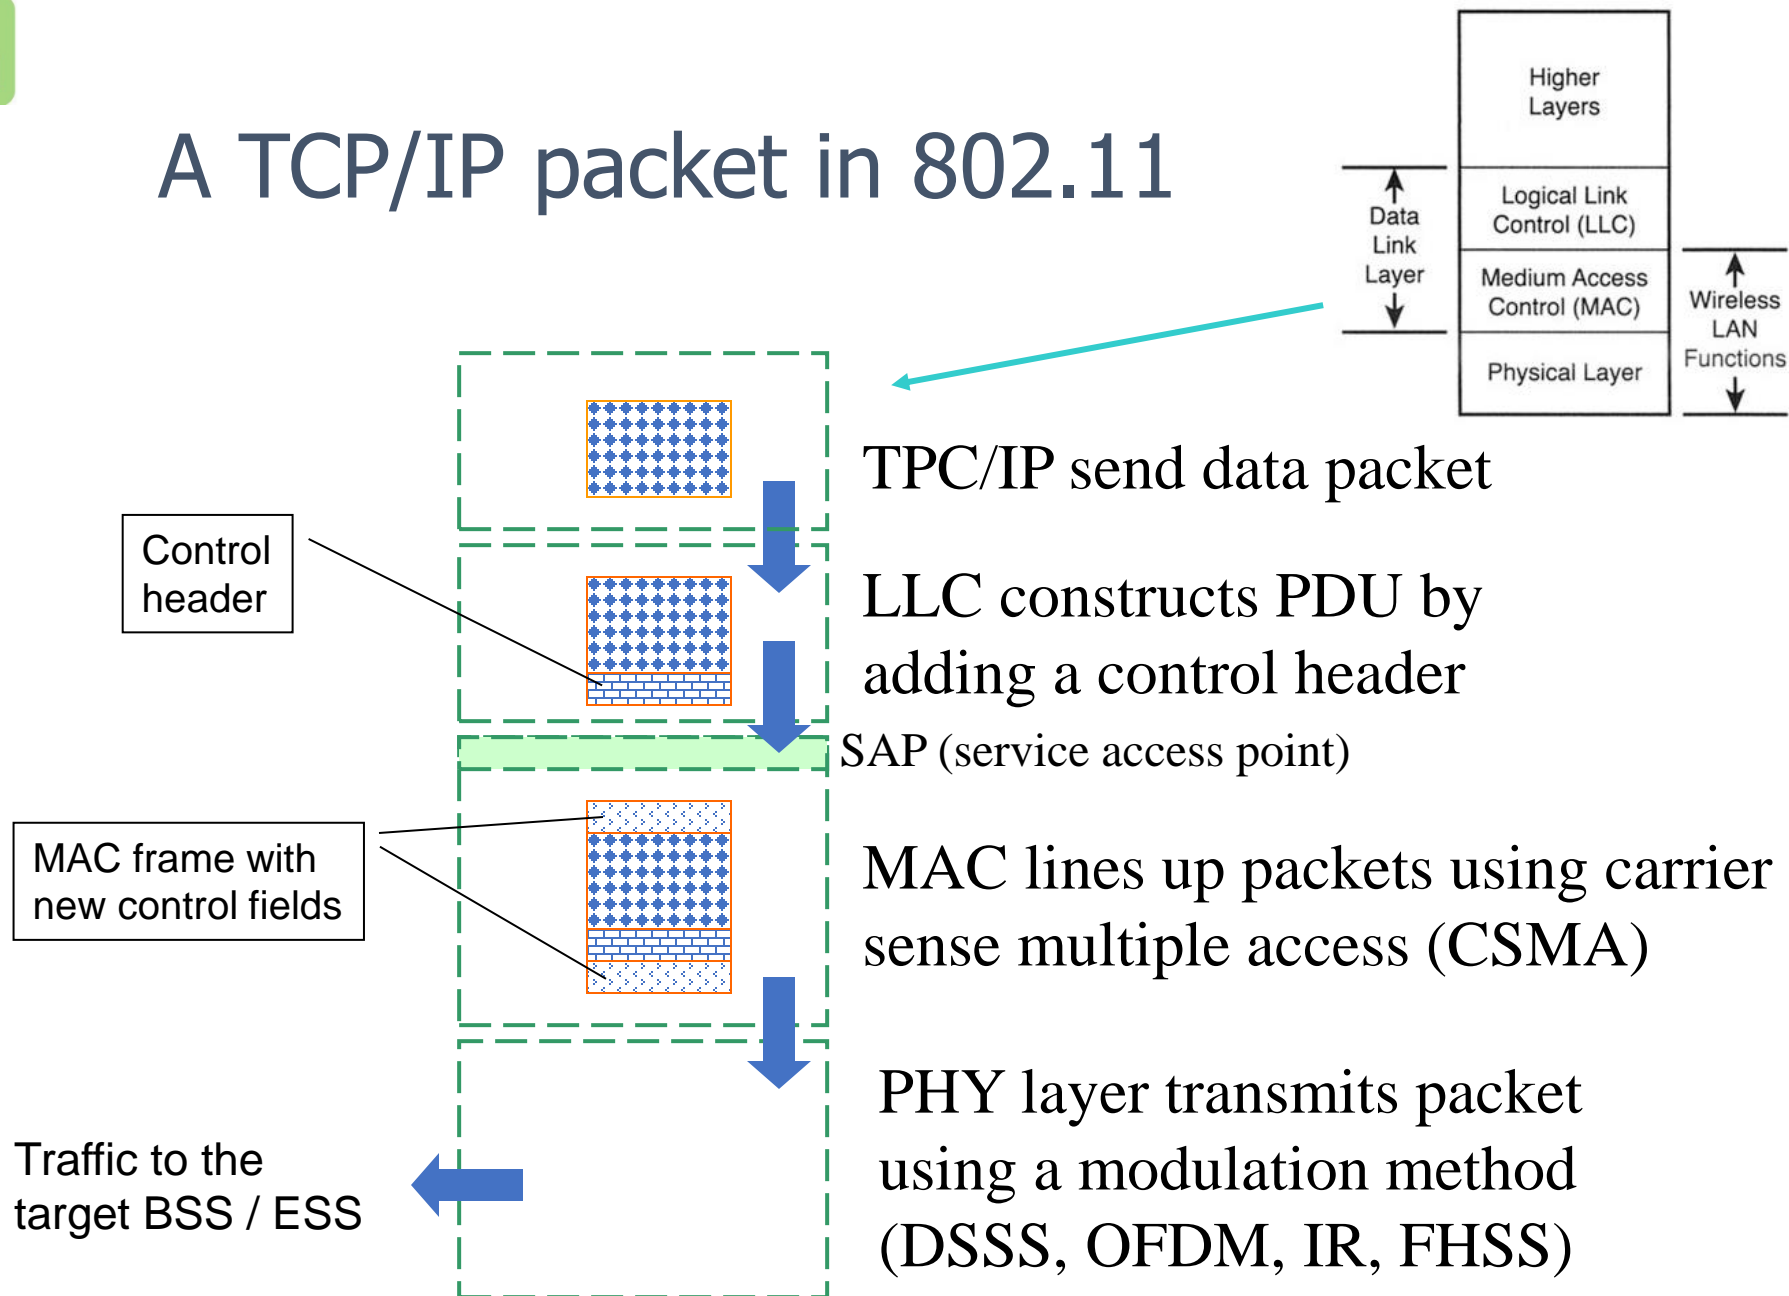 A TCP/IP packet in 802.11
Higher
Layers
Logical Link
Control (LLC)
Medium Access
Control (MAC)
Physical Layer
Data
Link
Layer
Wireless
LAN
Functions
TPC/IP send data packet
Control
header
LLC constructs PDU by
adding a control header
SAP (service access point)
MAC frame with
new control fields
MAC lines up packets using carrier
sense multiple access (CSMA)
PHY layer transmits packet
using a modulation method
(DSSS, OFDM, IR, FHSS)
Traffic to the
target BSS / ESS